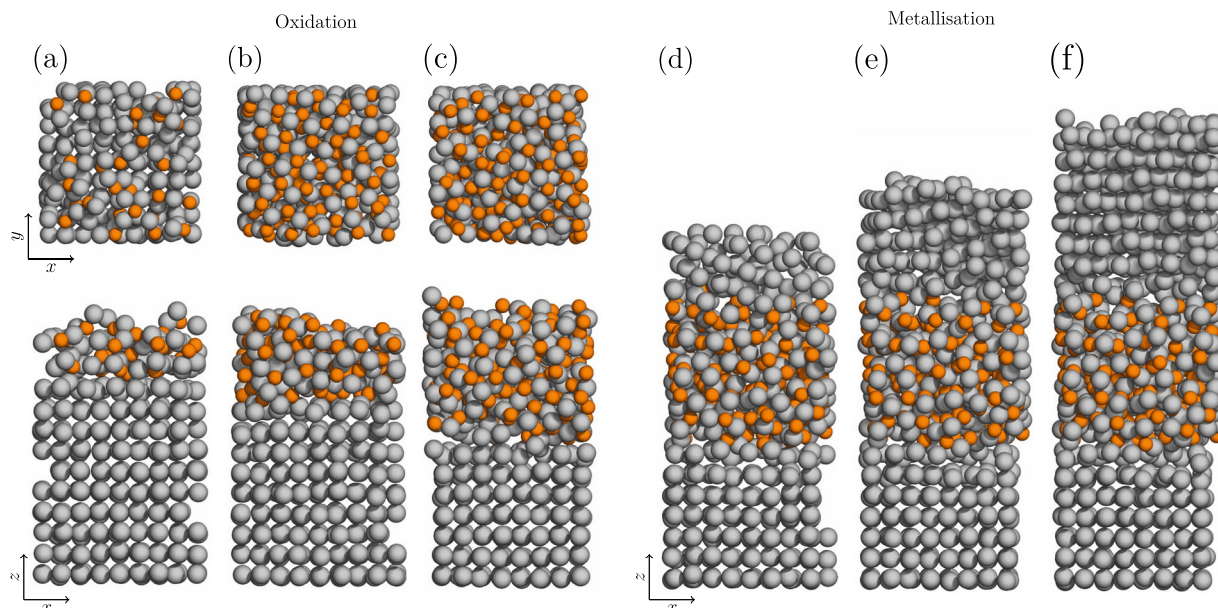 Oxidation
Metallisation
(a)
(b)
(c)
(d)
(e)
(f)
y
x
z
x
z
x